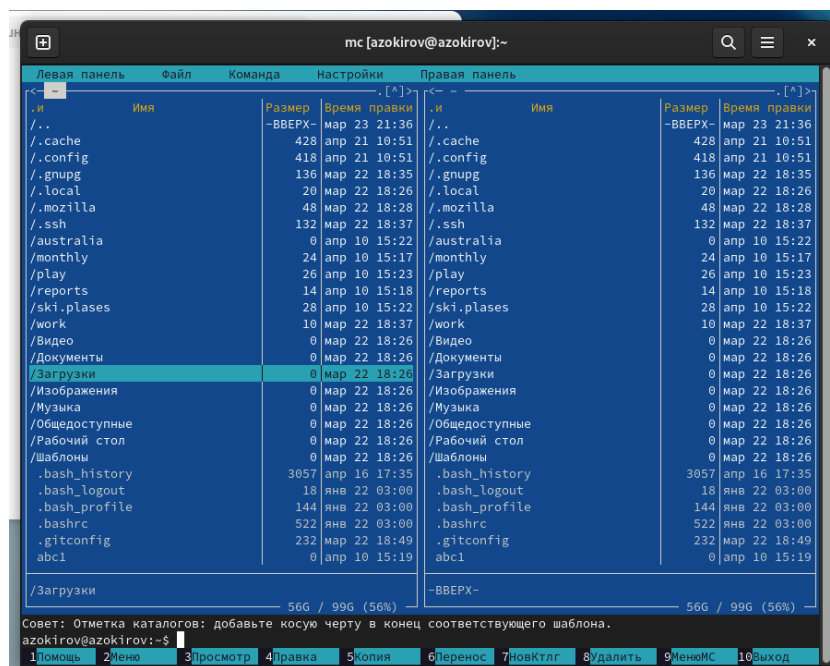 mc [azokirov@azokirov]:~
Левая панель Файл Команда Настройки Правая панель
<— ~ .[^]> <— ~ .[^]>
.и Имя Размер Время правки .и Имя Размер Время правки
/.. -ВВЕРХ- мар 23 21:36 /.. -ВВЕРХ- мар 23 21:36
/.cache 428 апр 21 10:51 /.cache 428 апр 21 10:51
/.config 418 апр 21 10:51 /.config 418 апр 21 10:51
/.gnupg 136 мар 22 18:35 /.gnupg 136 мар 22 18:35
/.local 20 мар 22 18:26 /.local 20 мар 22 18:26
/.mozilla 48 мар 22 18:28 /.mozilla 48 мар 22 18:28
/.ssh 132 мар 22 18:37 /.ssh 132 мар 22 18:37
/australia 0 апр 10 15:22 /australia 0 апр 10 15:22
/monthly 24 апр 10 15:17 /monthly 24 апр 10 15:17
/play 26 апр 10 15:23 /play 26 апр 10 15:23
/reports 14 апр 10 15:18 /reports 14 апр 10 15:18
/ski.plases 28 апр 10 15:22 /ski.plases 28 апр 10 15:22
/work 10 мар 22 18:37 /work 10 мар 22 18:37
/Видео 0 мар 22 18:26 /Видео 0 мар 22 18:26
/Документы 0 мар 22 18:26 /Документы 0 мар 22 18:26
/Загрузки 0 мар 22 18:26 /Загрузки 0 мар 22 18:26
/Изображения 0 мар 22 18:26 /Изображения 0 мар 22 18:26
/Музыка 0 мар 22 18:26 /Музыка 0 мар 22 18:26
/Общедоступные 0 мар 22 18:26 /Общедоступные 0 мар 22 18:26
/Рабочий стол 0 мар 22 18:26 /Рабочий стол 0 мар 22 18:26
/Шаблоны 0 мар 22 18:26 /Шаблоны 0 мар 22 18:26
.bash_history 3057 апр 16 17:35 .bash_history 3057 апр 16 17:35
.bash_logout 18 янв 22 03:00 .bash_logout 18 янв 22 03:00
.bash_profile 144 янв 22 03:00 .bash_profile 144 янв 22 03:00
.bashrc 522 янв 22 03:00 .bashrc 522 янв 22 03:00
.gitconfig 232 мар 22 18:49 .gitconfig 232 мар 22 18:49
abc1 0 апр 10 15:19 abc1 0 апр 10 15:19
/Загрузки -ВВЕРХ-
56G / 99G (56%) 56G / 99G (56%)
Совет: Отметка каталогов: добавьте косую черту в конец соответствующего шаблона.
azokirov@azokirov:~$
1Помощь 2Меню 3Просмотр 4Правка 5Копия 6Перенос 7НовКтлг 8Удалить 9МенюMC 10Выход